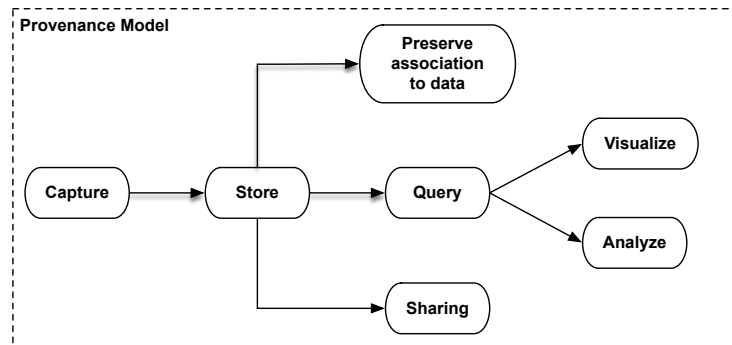 Provenance Model
Preserve
association
to data
Visualize
Capture
Store
Query
Analyze
Sharing